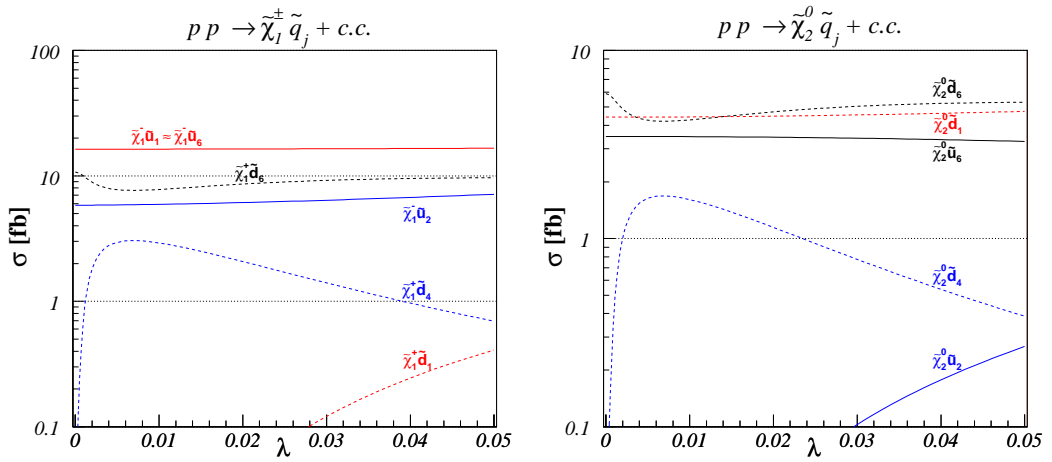 p p → χ̃₁^± q̃_j + c.c.
100
10
1
0.1
σ [fb]
χ̃₁⁻ũ₁ ≈ χ̃₁⁻ũ₆
χ̃₁⁺d̃₆
χ̃₁⁻ũ₂
χ̃₁⁺d̃₄
χ̃₁⁺d̃₁
0 0.01 0.02 0.03 0.04 0.05
λ
p p → χ̃₂⁰ q̃_j + c.c.
10
1
0.1
σ [fb]
χ̃₂⁰d̃₆
χ̃₂⁰d̃₁
χ̃₂⁰ũ₆
χ̃₂⁰d̃₄
χ̃₂⁰ũ₂
0 0.01 0.02 0.03 0.04 0.05
λ